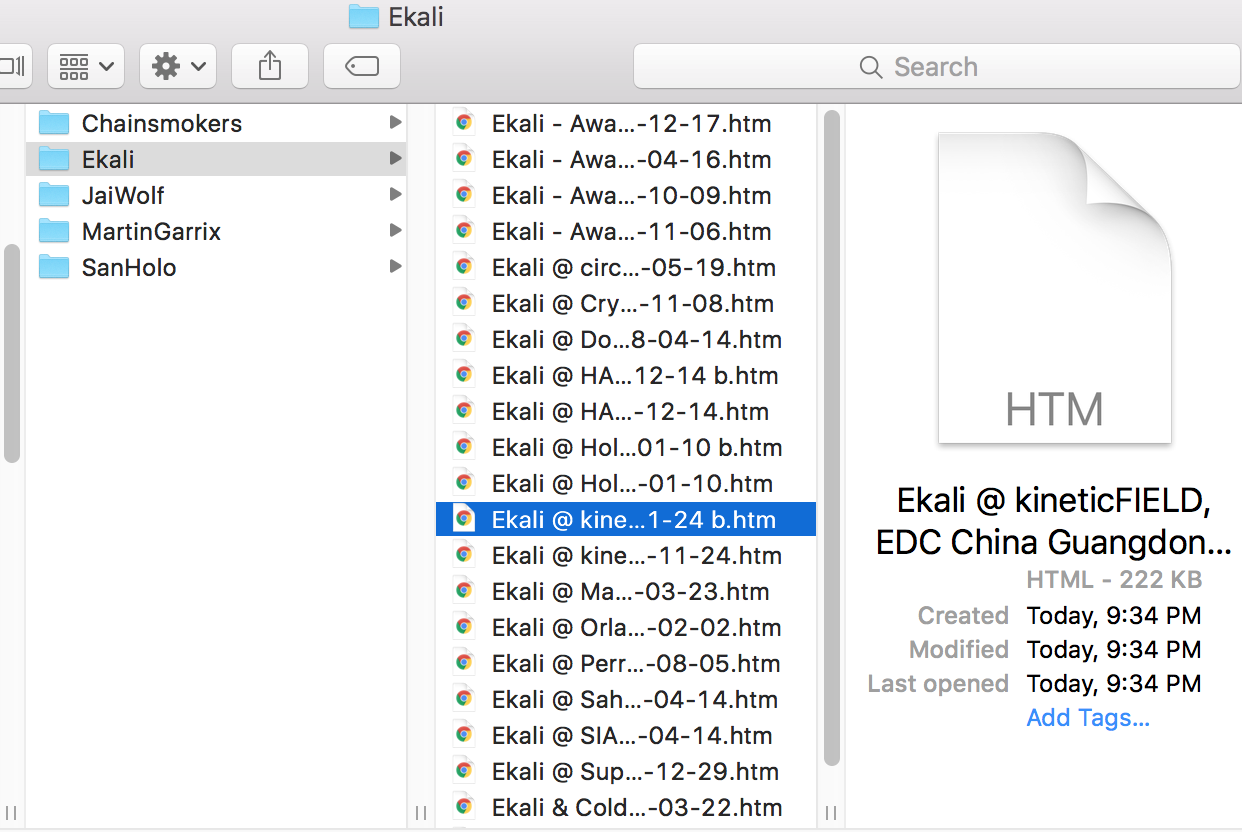 Ekali
Search
Chainsmokers
Ekali
JaiWolf
MartinGarrix
SanHolo
Ekali - Awa...-12-17.htm
Ekali - Awa...-04-16.htm
Ekali - Awa...-10-09.htm
Ekali - Awa...-11-06.htm
Ekali @ circ...-05-19.htm
Ekali @ Cry...-11-08.htm
Ekali @ Do...8-04-14.htm
Ekali @ HA...12-14 b.htm
Ekali @ HA...-12-14.htm
Ekali @ Hol...01-10 b.htm
Ekali @ Hol...-01-10.htm
Ekali @ kine...1-24 b.htm
Ekali @ kine...-11-24.htm
Ekali @ Ma...-03-23.htm
Ekali @ Orla...-02-02.htm
Ekali @ Perr...-08-05.htm
Ekali @ Sah...-04-14.htm
Ekali @ SIA...-04-14.htm
Ekali @ Sup...-12-29.htm
Ekali & Cold...-03-22.htm
HTM
Ekali @ kineticFIELD,
EDC China Guangdon...
HTML - 222 KB
Created Today, 9:34 PM
Modified Today, 9:34 PM
Last opened Today, 9:34 PM
Add Tags...